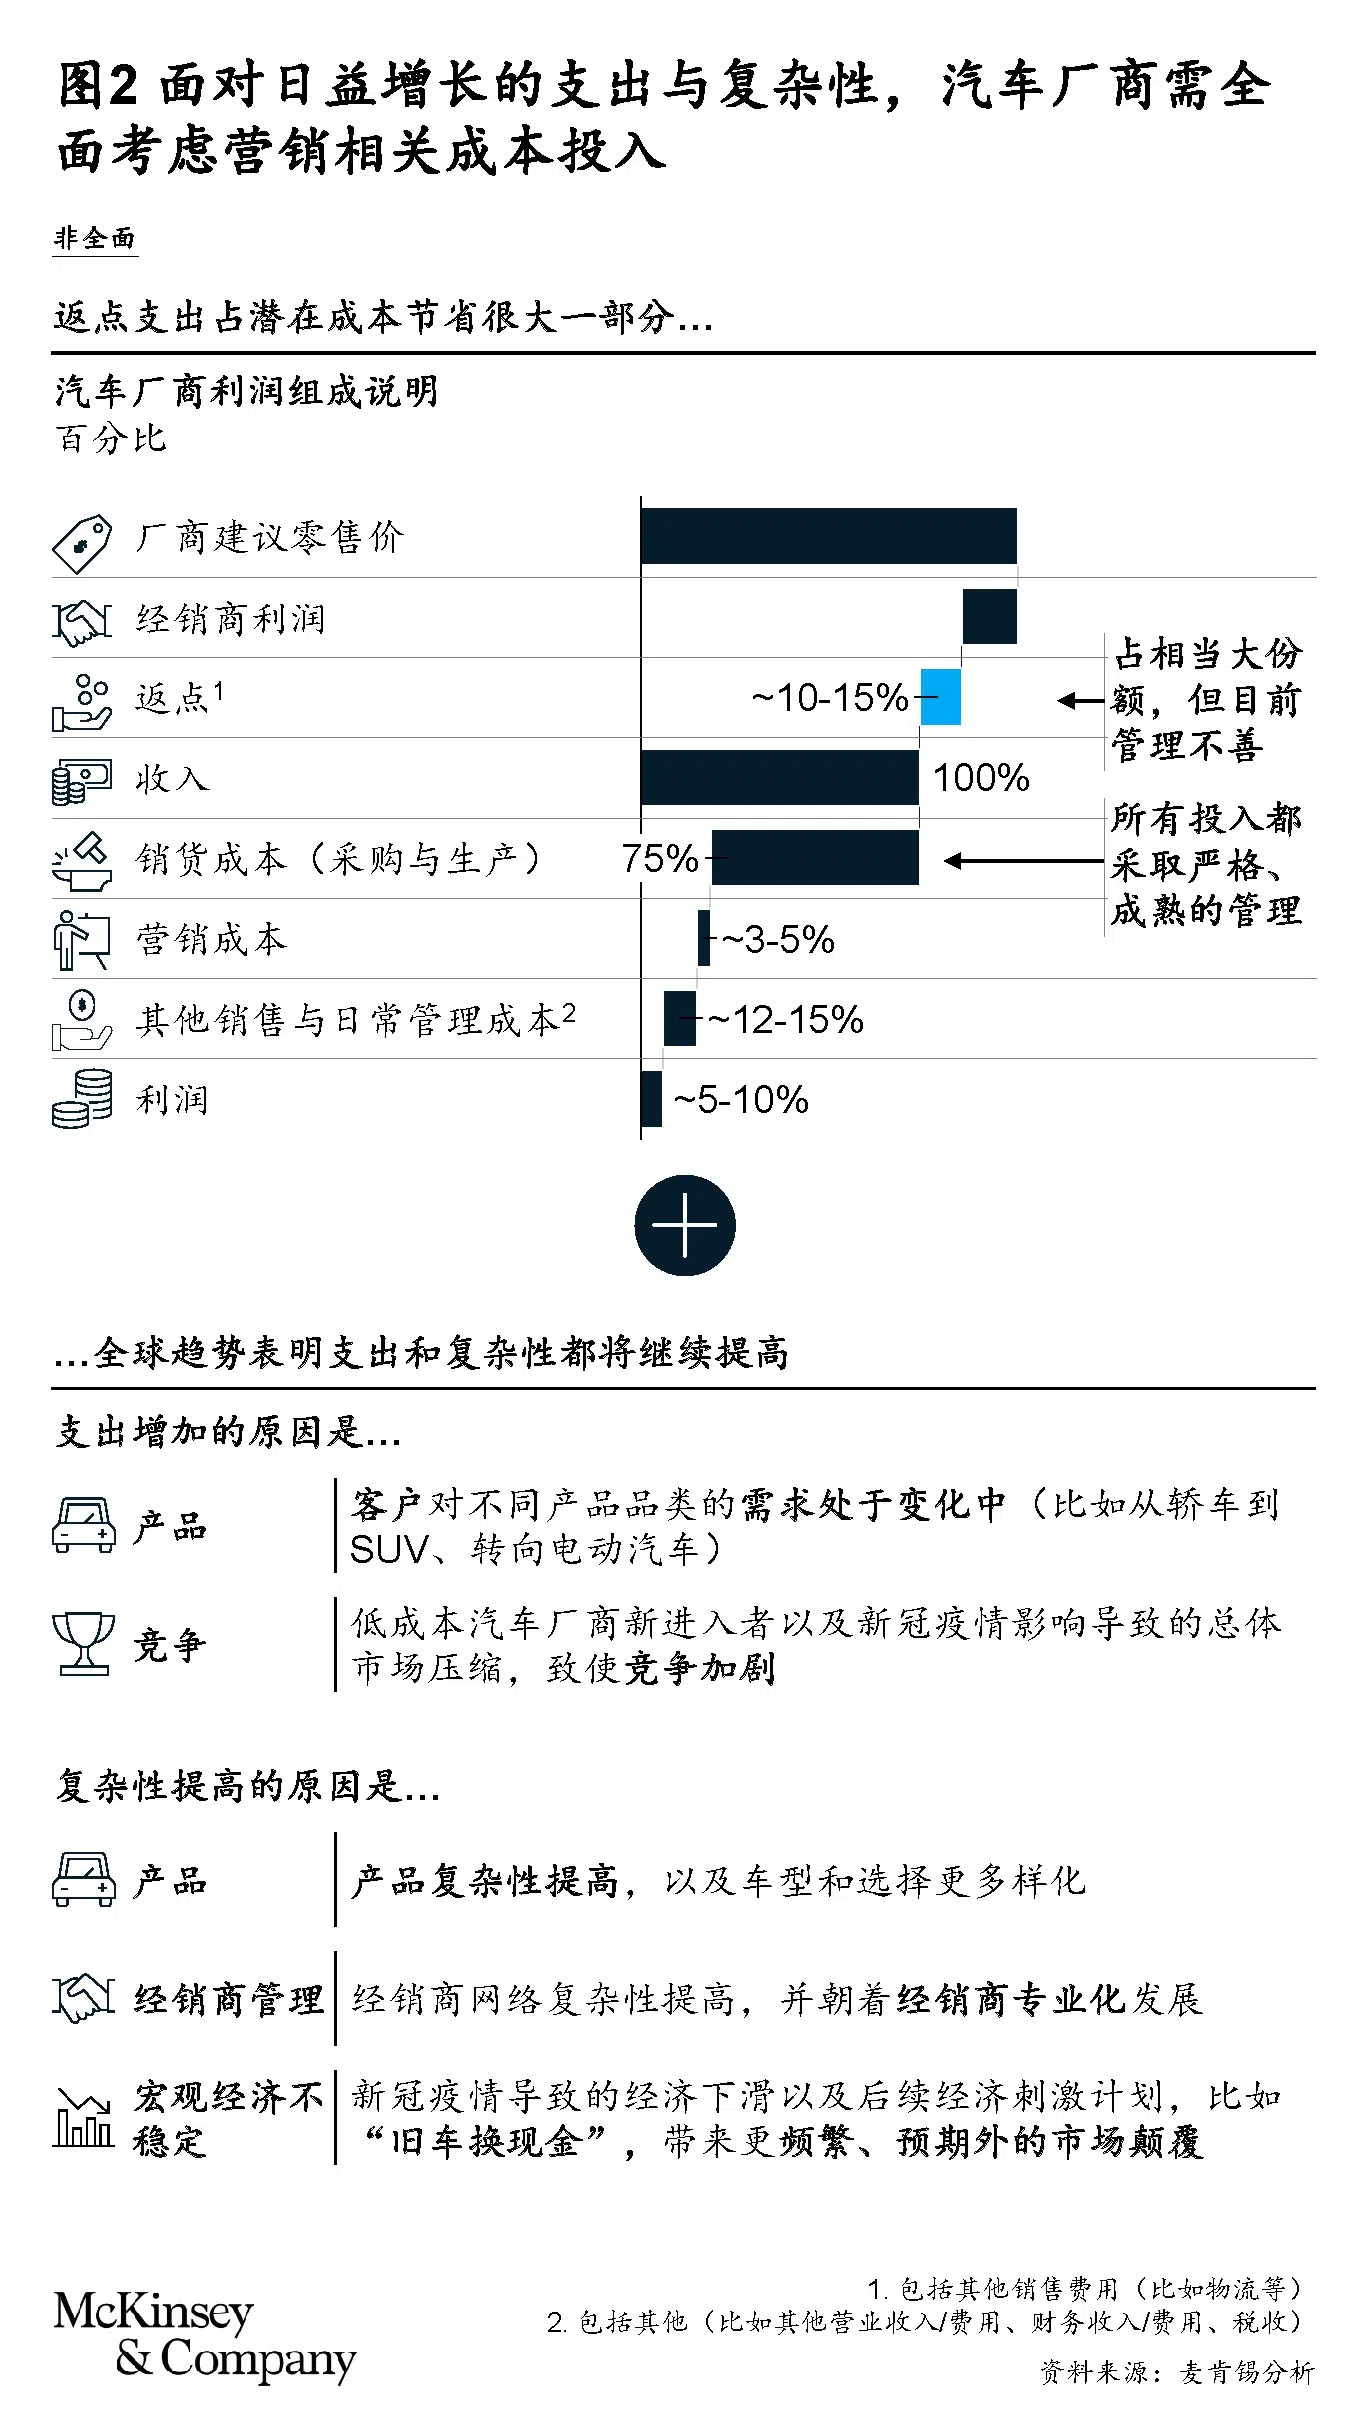 图2 面对日益增长的支出与复杂性，汽车厂商需全
面考虑营销相关成本投入
非全面
返点支出占潜在成本节省很大一部分...
汽车厂商利润组成说明
百分比
厂商建议零售价
经销商利润
返点1
~10-15%
占相当大份
额，但目前
管理不善
收入
100%
销货成本（采购与生产）
75%
所有投入都
采取严格、
成熟的管理
营销成本
~3-5%
其他销售与日常管理成本2
~12-15%
利润
~5-10%
...全球趋势表明支出和复杂性都将继续提高
支出增加的原因是...
产品
客户对不同产品品类的需求处于变化中（比如从轿车到
SUV、转向电动汽车）
竞争
低成本汽车厂商新进入者以及新冠疫情影响导致的总体
市场压缩，致使竞争加剧
复杂性提高的原因是...
产品
产品复杂性提高，以及车型和选择更多样化
经销商管理
经销商网络复杂性提高，并朝着经销商专业化发展
宏观经济不
稳定
新冠疫情导致的经济下滑以及后续经济刺激计划，比如
“旧车换现金”，带来更频繁、预期外的市场颠覆
McKinsey
& Company
1. 包括其他销售费用（比如物流等）
2. 包括其他（比如其他营业收入/费用、财务收入/费用、税收）
资料来源：麦肯锡分析